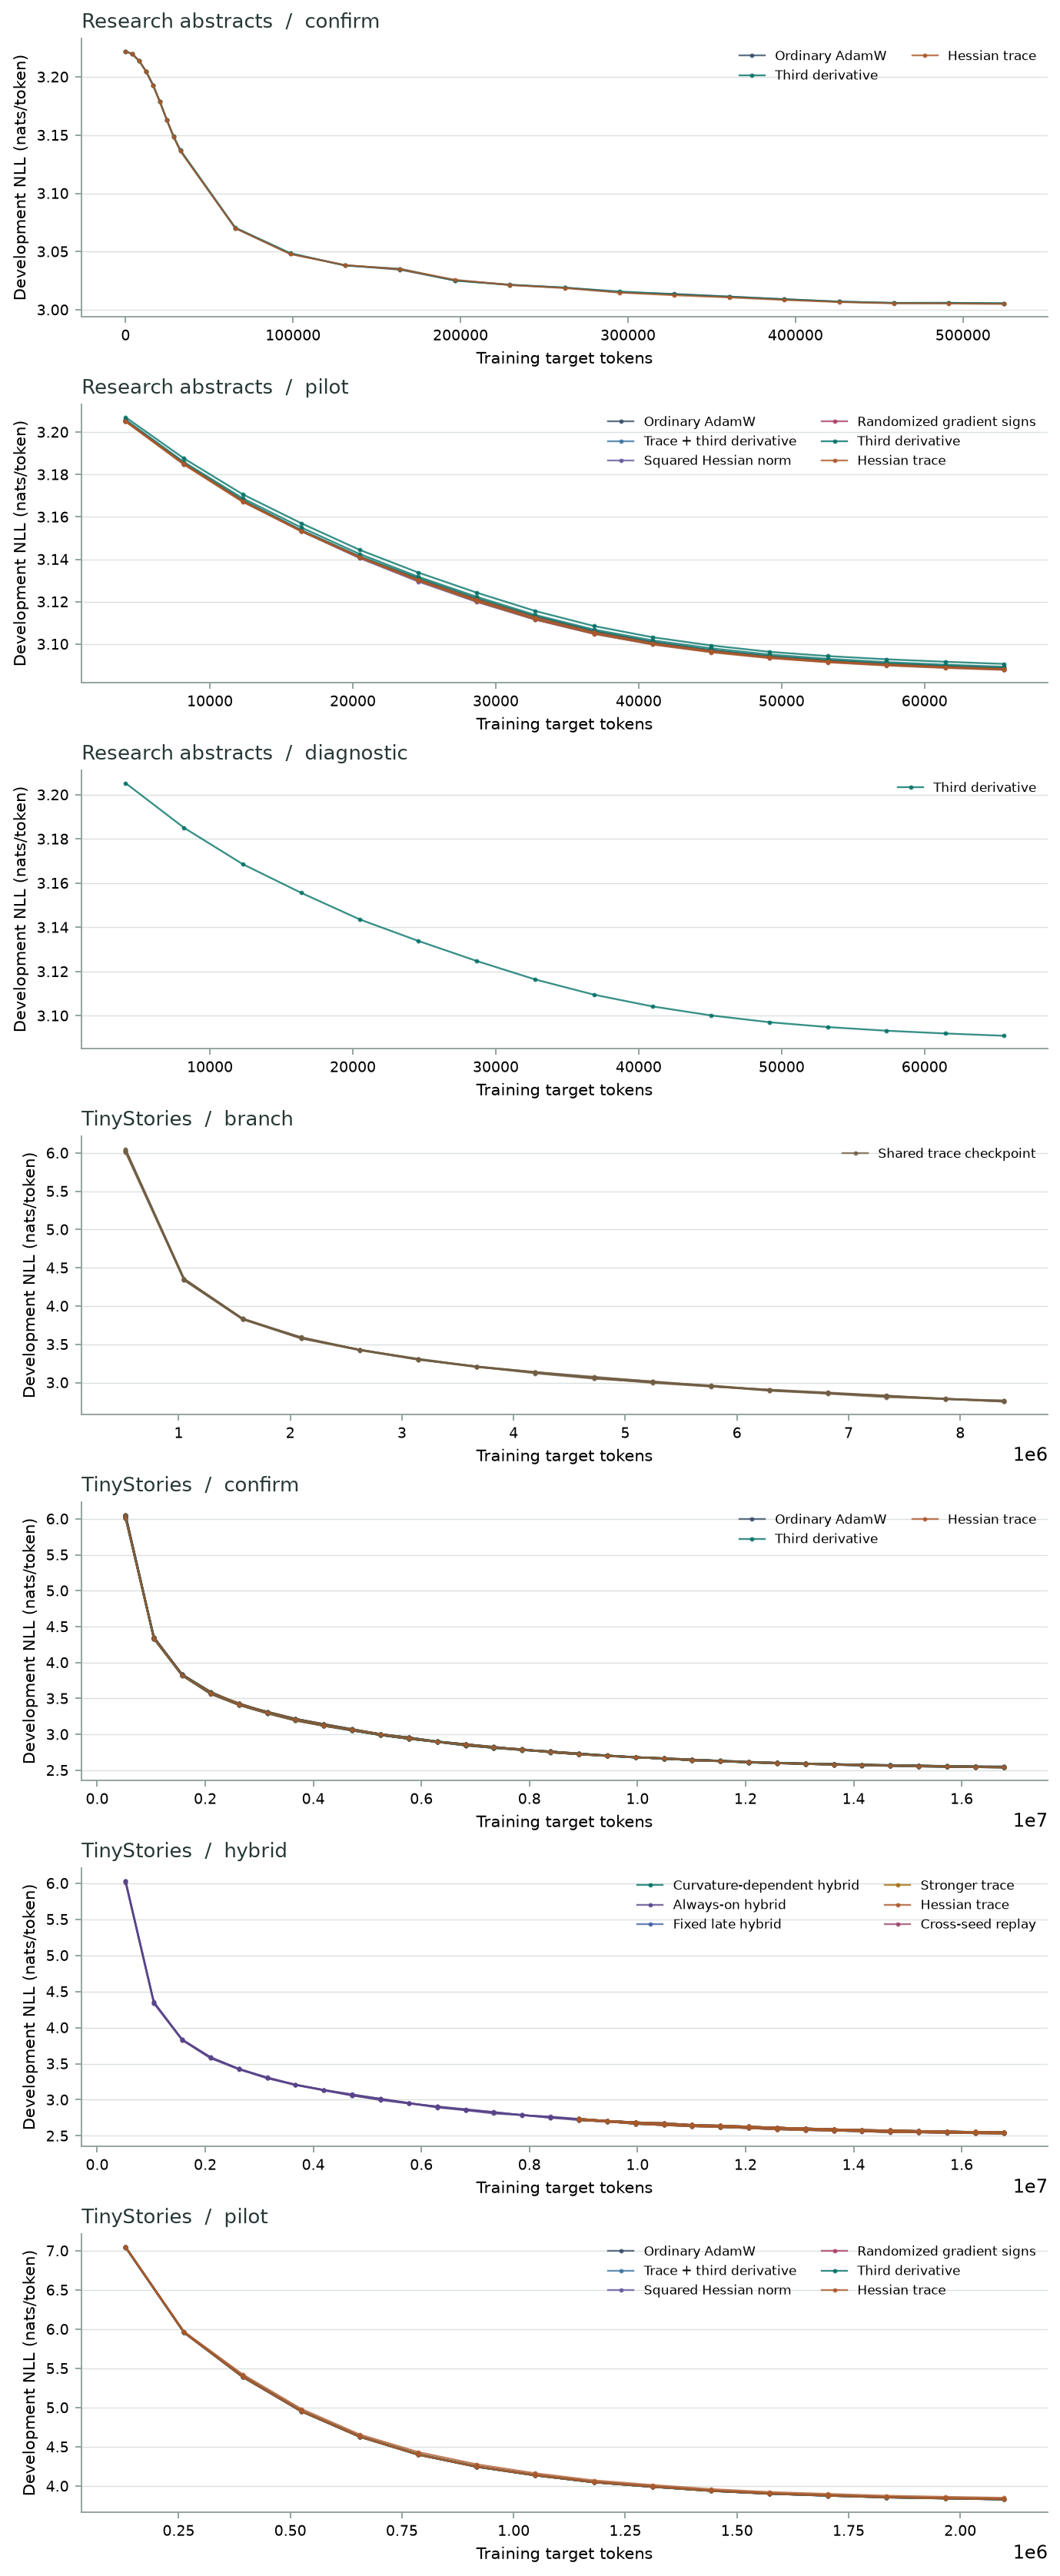 Research abstracts / confirm
Ordinary AdamW
Third derivative
Hessian trace
Development NLL (nats/token)
3.20
3.15
3.10
3.05
3.00
0 100000 200000 300000 400000 500000
Training target tokens
Research abstracts / pilot
Ordinary AdamW
Trace + third derivative
Squared Hessian norm
Randomized gradient signs
Third derivative
Hessian trace
Development NLL (nats/token)
3.20
3.18
3.16
3.14
3.12
3.10
10000 20000 30000 40000 50000 60000
Training target tokens
Research abstracts / diagnostic
Third derivative
Development NLL (nats/token)
3.20
3.18
3.16
3.14
3.12
3.10
10000 20000 30000 40000 50000 60000
Training target tokens
TinyStories / branch
Shared trace checkpoint
Development NLL (nats/token)
6.0
5.5
5.0
4.5
4.0
3.5
3.0
1 2 3 4 5 6 7 8
1e6
Training target tokens
TinyStories / confirm
Ordinary AdamW
Third derivative
Hessian trace
Development NLL (nats/token)
6.0
5.5
5.0
4.5
4.0
3.5
3.0
2.5
0.0 0.2 0.4 0.6 0.8 1.0 1.2 1.4 1.6
1e7
Training target tokens
TinyStories / hybrid
Curvature-dependent hybrid
Always-on hybrid
Fixed late hybrid
Stronger trace
Hessian trace
Cross-seed replay
Development NLL (nats/token)
6.0
5.5
5.0
4.5
4.0
3.5
3.0
2.5
0.0 0.2 0.4 0.6 0.8 1.0 1.2 1.4 1.6
1e7
Training target tokens
TinyStories / pilot
Ordinary AdamW
Trace + third derivative
Squared Hessian norm
Randomized gradient signs
Third derivative
Hessian trace
Development NLL (nats/token)
7.0
6.5
6.0
5.5
5.0
4.5
4.0
0.25 0.50 0.75 1.00 1.25 1.50 1.75 2.00
1e6
Training target tokens